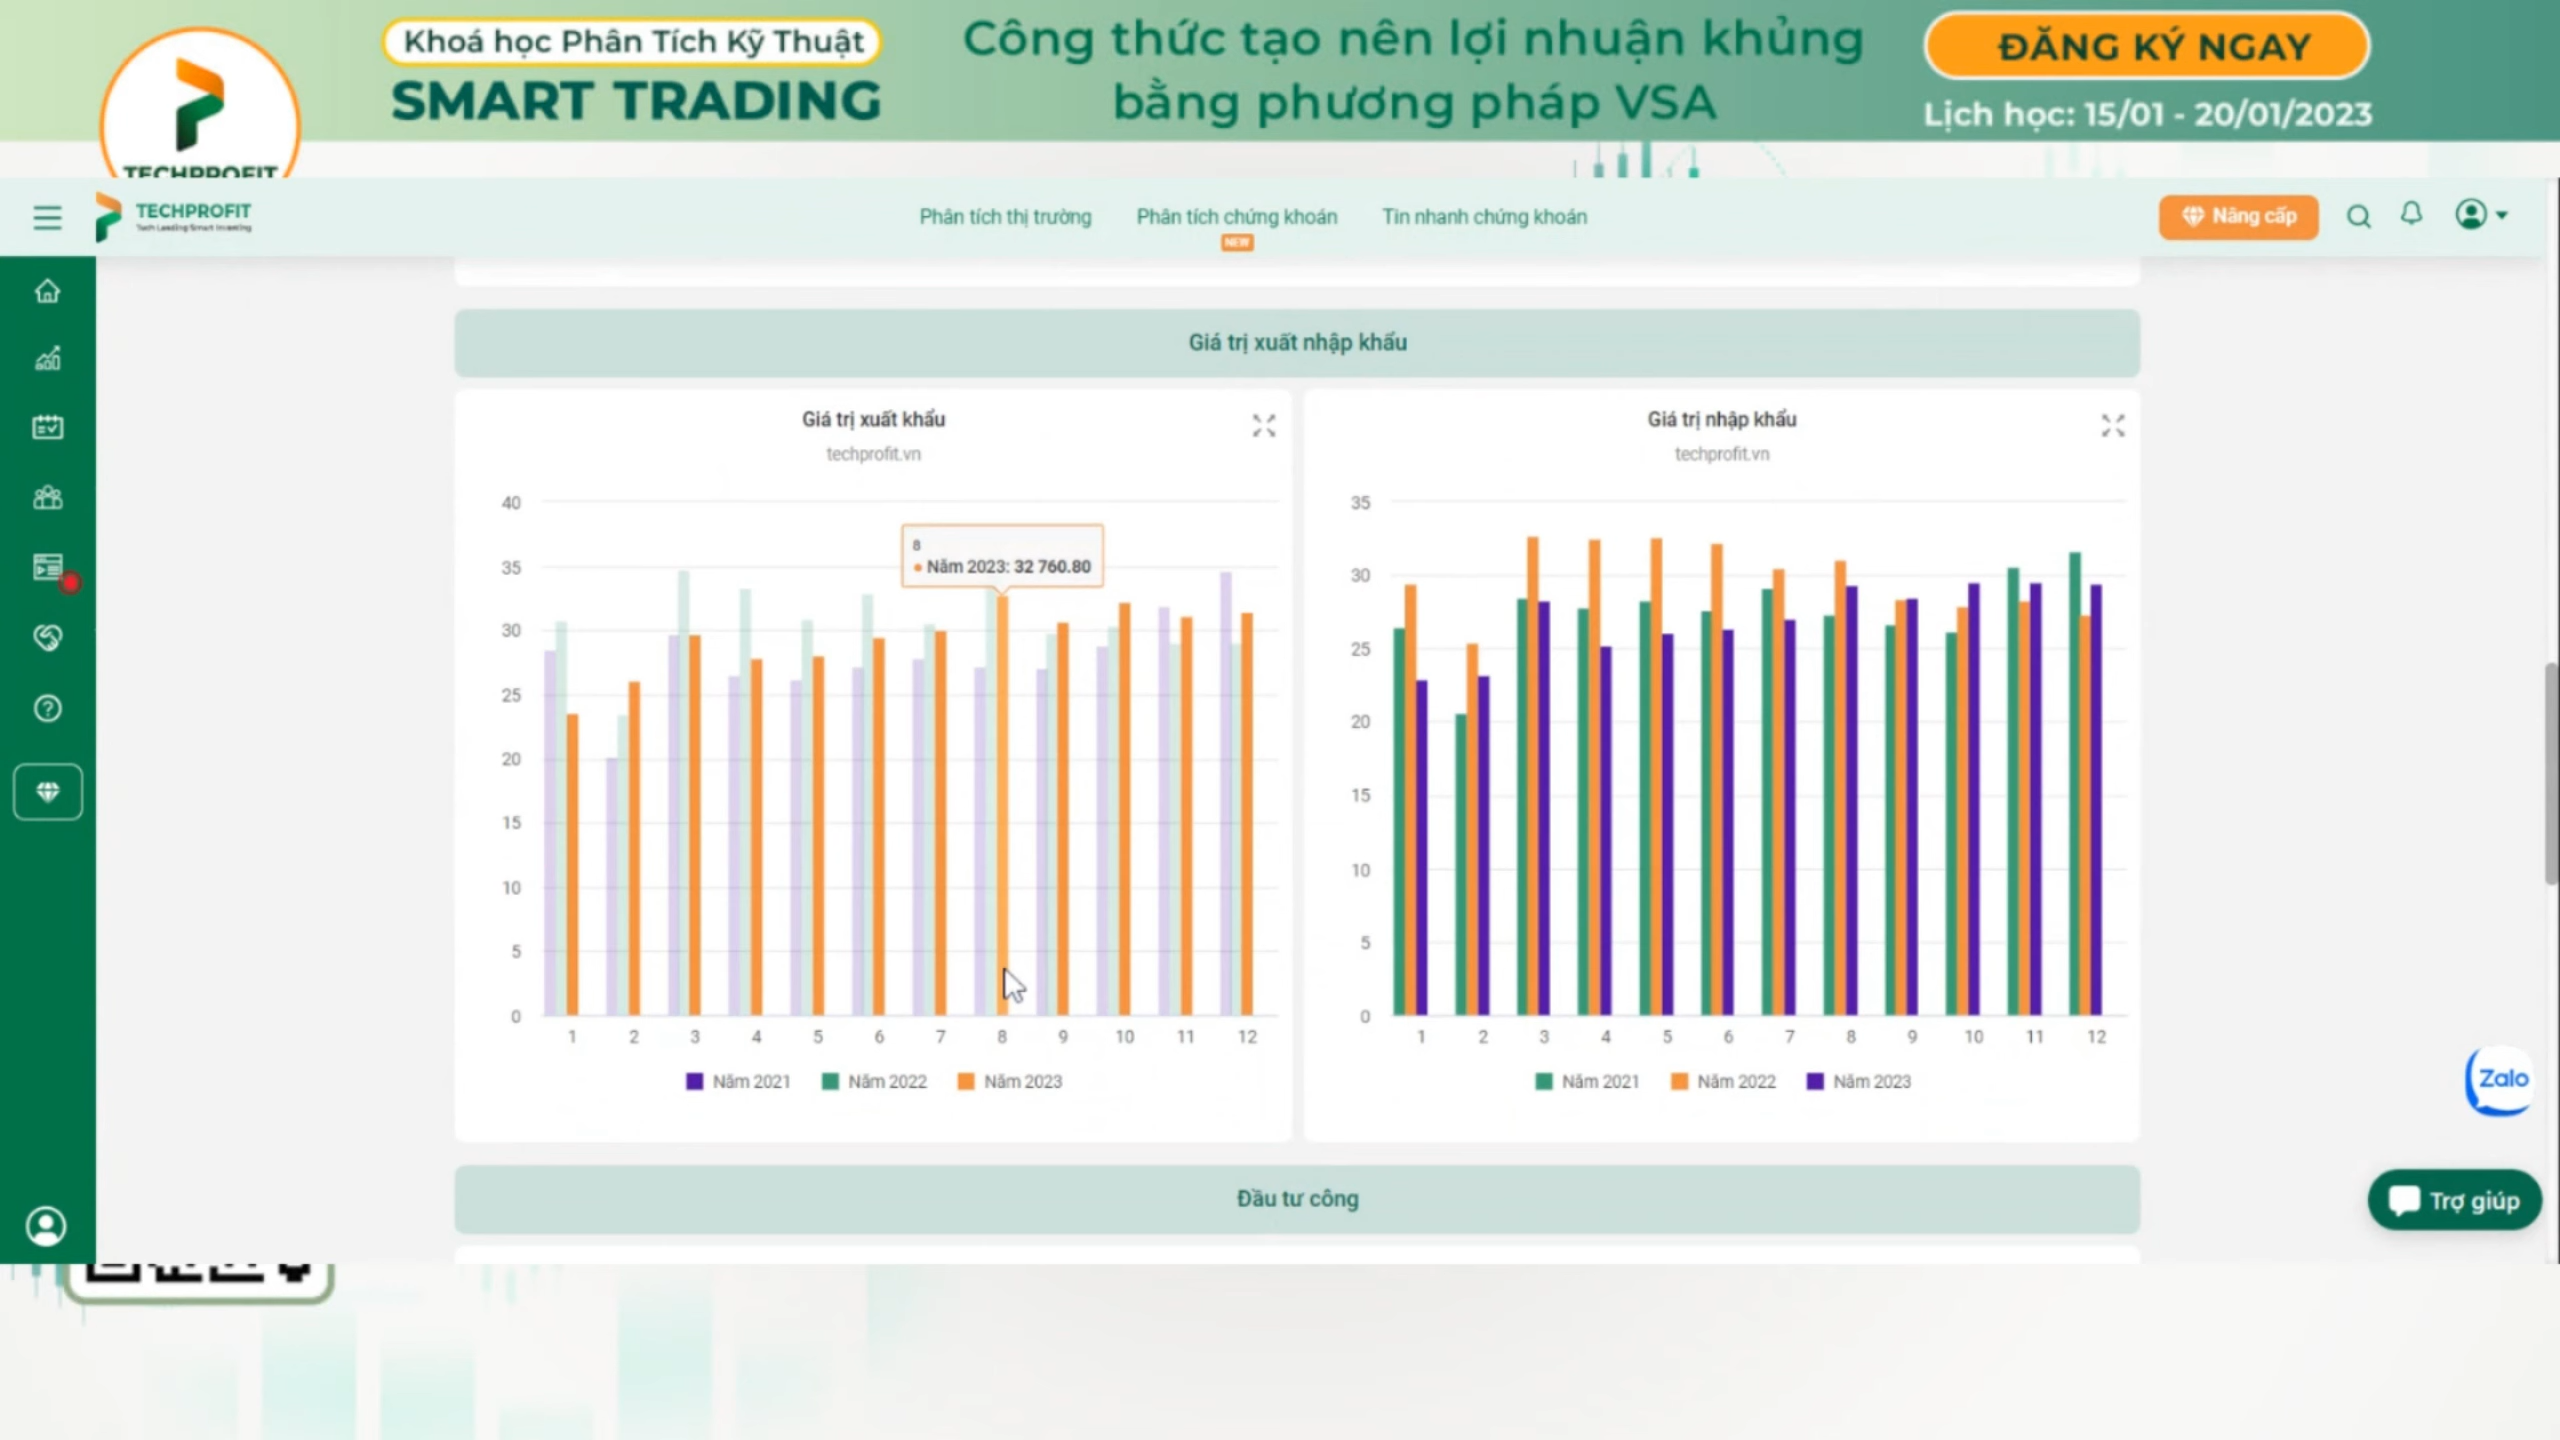 Khoá học Phân Tích Kỹ Thuật
SMART TRADING
Công thức tạo nên lợi nhuận khủng
bằng phương pháp VSA
ĐĂNG KÝ NGAY
Lịch học: 15/01 - 20/01/2023
TECHPROFIT
TECHPROFIT
Tech Leading Smart Investing
Phân tích thị trường
Phân tích chứng khoán
NEW
Tin nhanh chứng khoán
Nâng cấp
Giá trị xuất nhập khẩu
Giá trị xuất khẩu
techprofit.vn
40
35
30
25
20
15
10
5
0
8
Năm 2023: 32 760.80
1 2 3 4 5 6 7 8 9 10 11 12
Năm 2021 Năm 2022 Năm 2023
Giá trị nhập khẩu
techprofit.vn
35
30
25
20
15
10
5
0
1 2 3 4 5 6 7 8 9 10 11 12
Năm 2021 Năm 2022 Năm 2023
Đầu tư công
Zalo
Trợ giúp